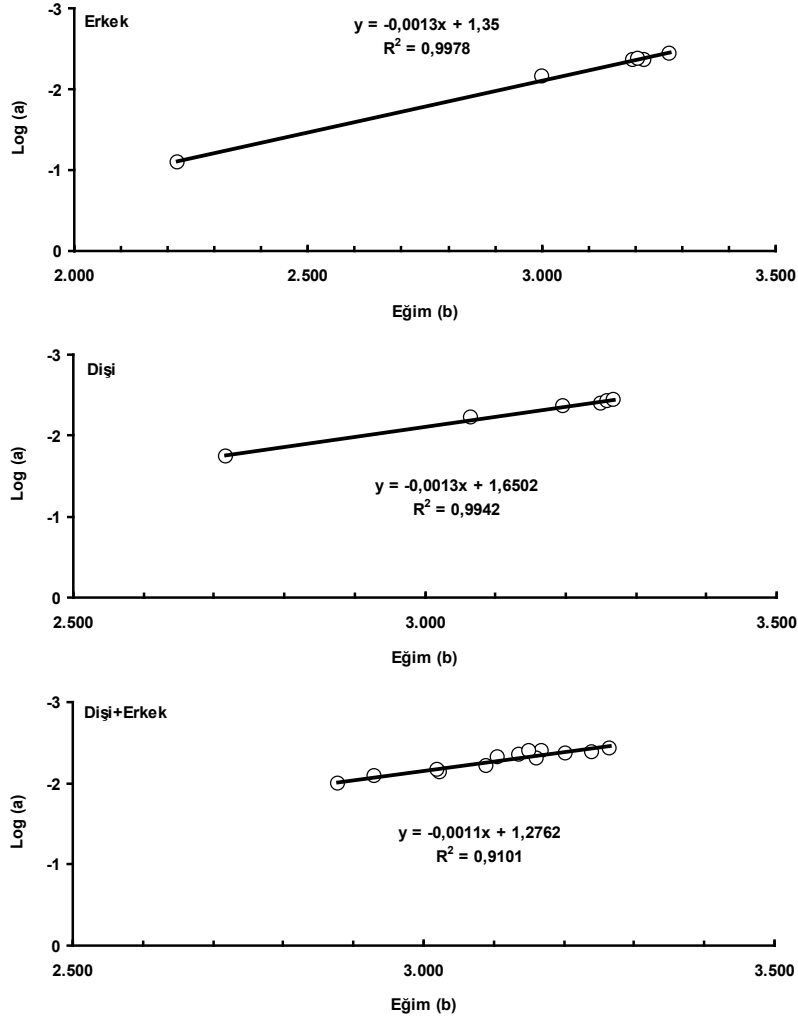 Erkek
y = -0,0013x + 1,35
R² = 0,9978
Log (a)
-3
-2
-1
0
2.000 2.500 3.000 3.500
Eğim (b)
Dişi
y = -0,0013x + 1,6502
R² = 0,9942
Log (a)
-3
-2
-1
0
2.500 3.000 3.500
Eğim (b)
Dişi+Erkek
y = -0,0011x + 1,2762
R² = 0,9101
Log (a)
-3
-2
-1
0
2.500 3.000 3.500
Eğim (b)